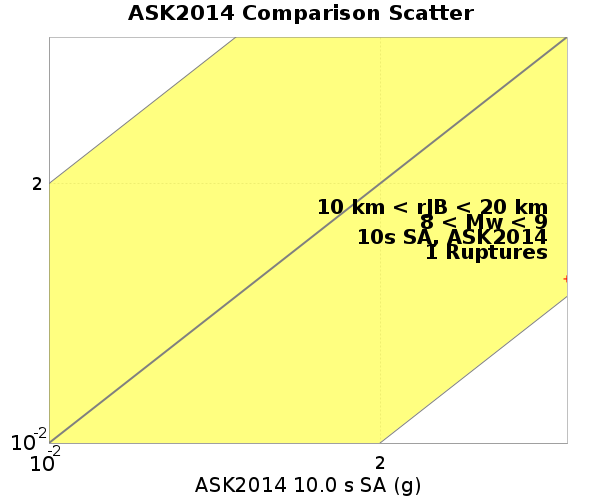 ASK2014 Comparison Scatter
2
10 km < rJB < 20 km
8 < Mw < 9
10s SA, ASK2014
1 Ruptures
10-2
10-2
2
ASK2014 10.0 s SA (g)